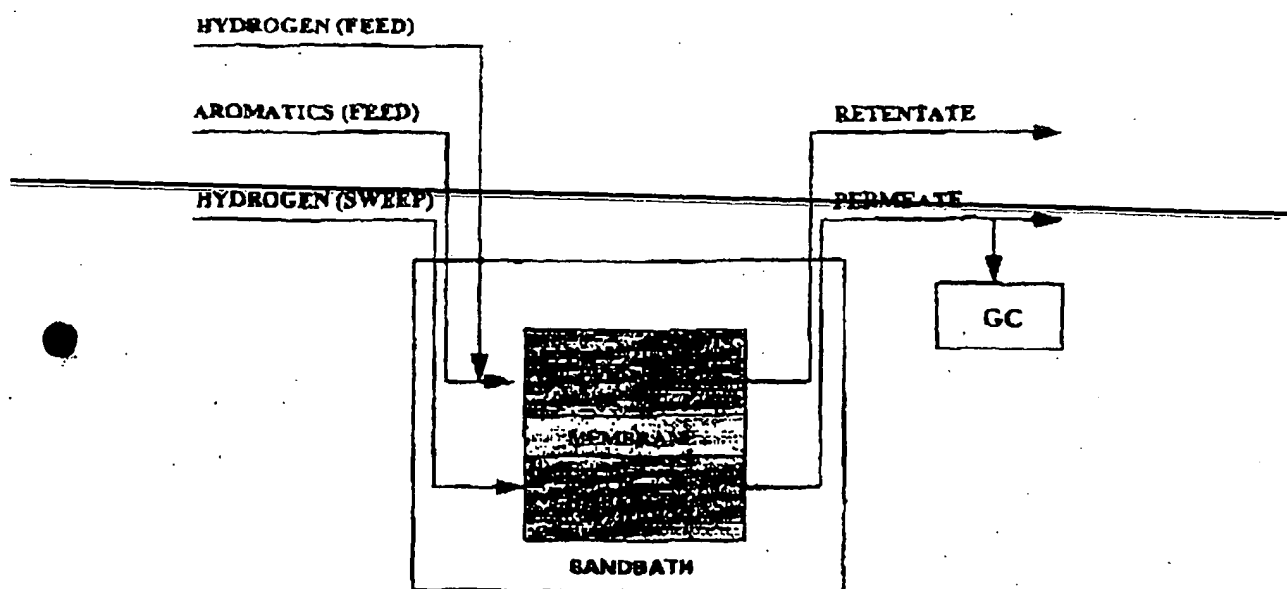 HYDROGEN (FEED)
AROMATICS (FEED)
RETENTATE
HYDROGEN (SWEEP)
PERMEATE
GC
MEMBRANE
SANDBATH